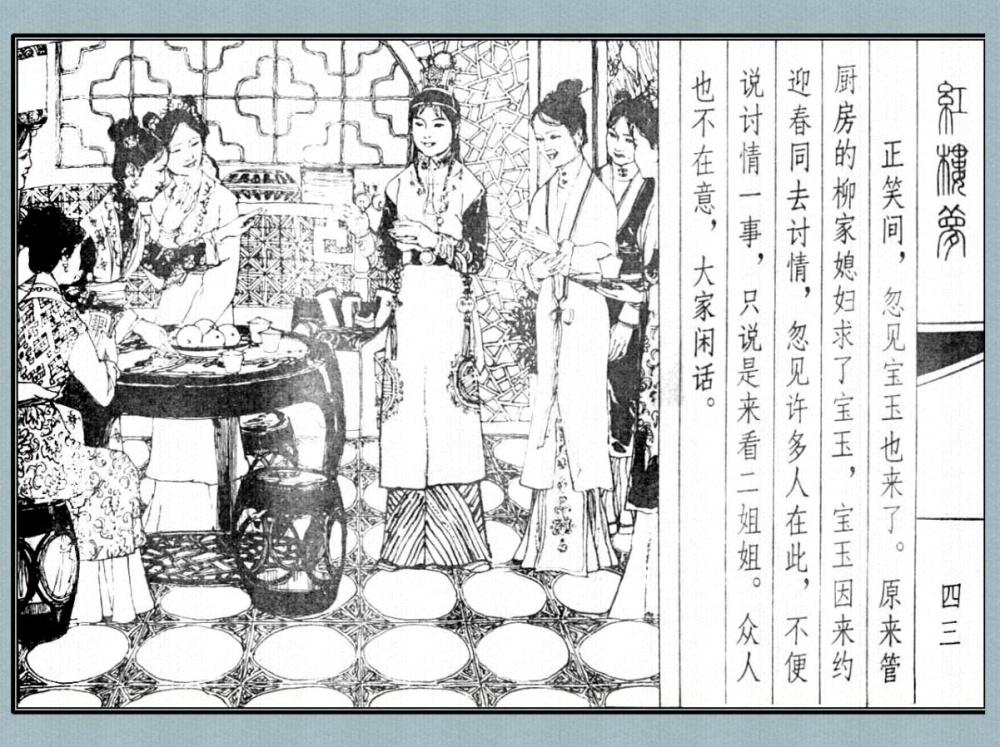 红楼梦
四三
正笑间，忽见宝玉也来了。原来管
厨房的柳家媳妇求了宝玉，宝玉因来约
迎春同去讨情，忽见许多人在此，不便
说讨情一事，只说是来看二姐姐。众人
也不在意，大家闲话。